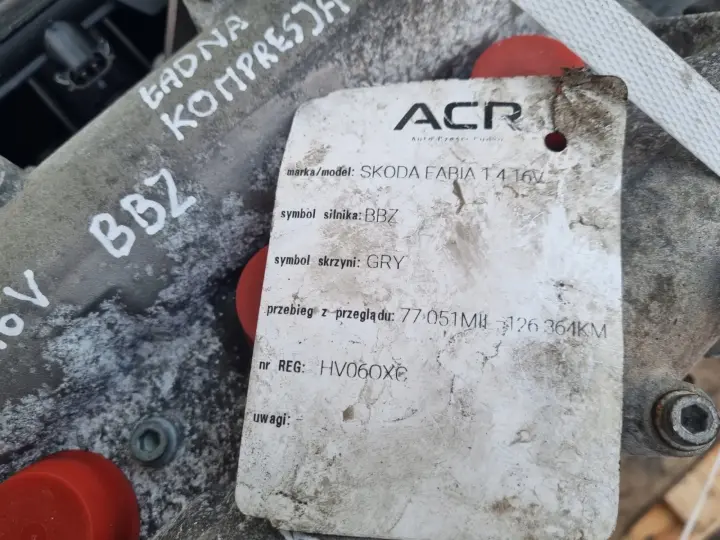 ŁADNA
KOMPRESJA
BBZ
ACR
marka/model: SKODA FABIA 1.4 16V
symbol silnika: BBZ
symbol skrzyni: GRY
przebieg z przeglądu: 77 051MIL - 126 364KM
nr REG: HV06OXC
uwagi: -